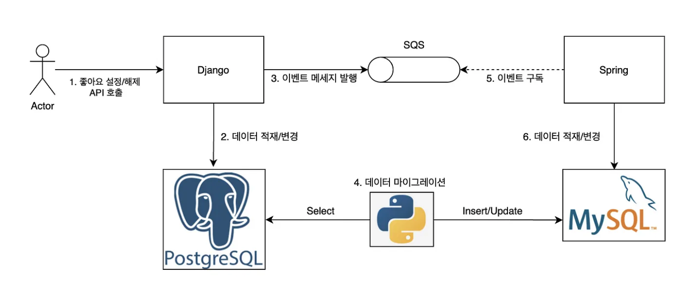 SQS
Django
Spring
1. 좋아요 설정/해제
API 호출
3. 이벤트 메세지 발행
5. 이벤트 구독
Actor
2. 데이터 적재/변경
6. 데이터 적재/변경
4. 데이터 마이그레이션
Select
Insert/Update
PostgreSQL
MySQL™